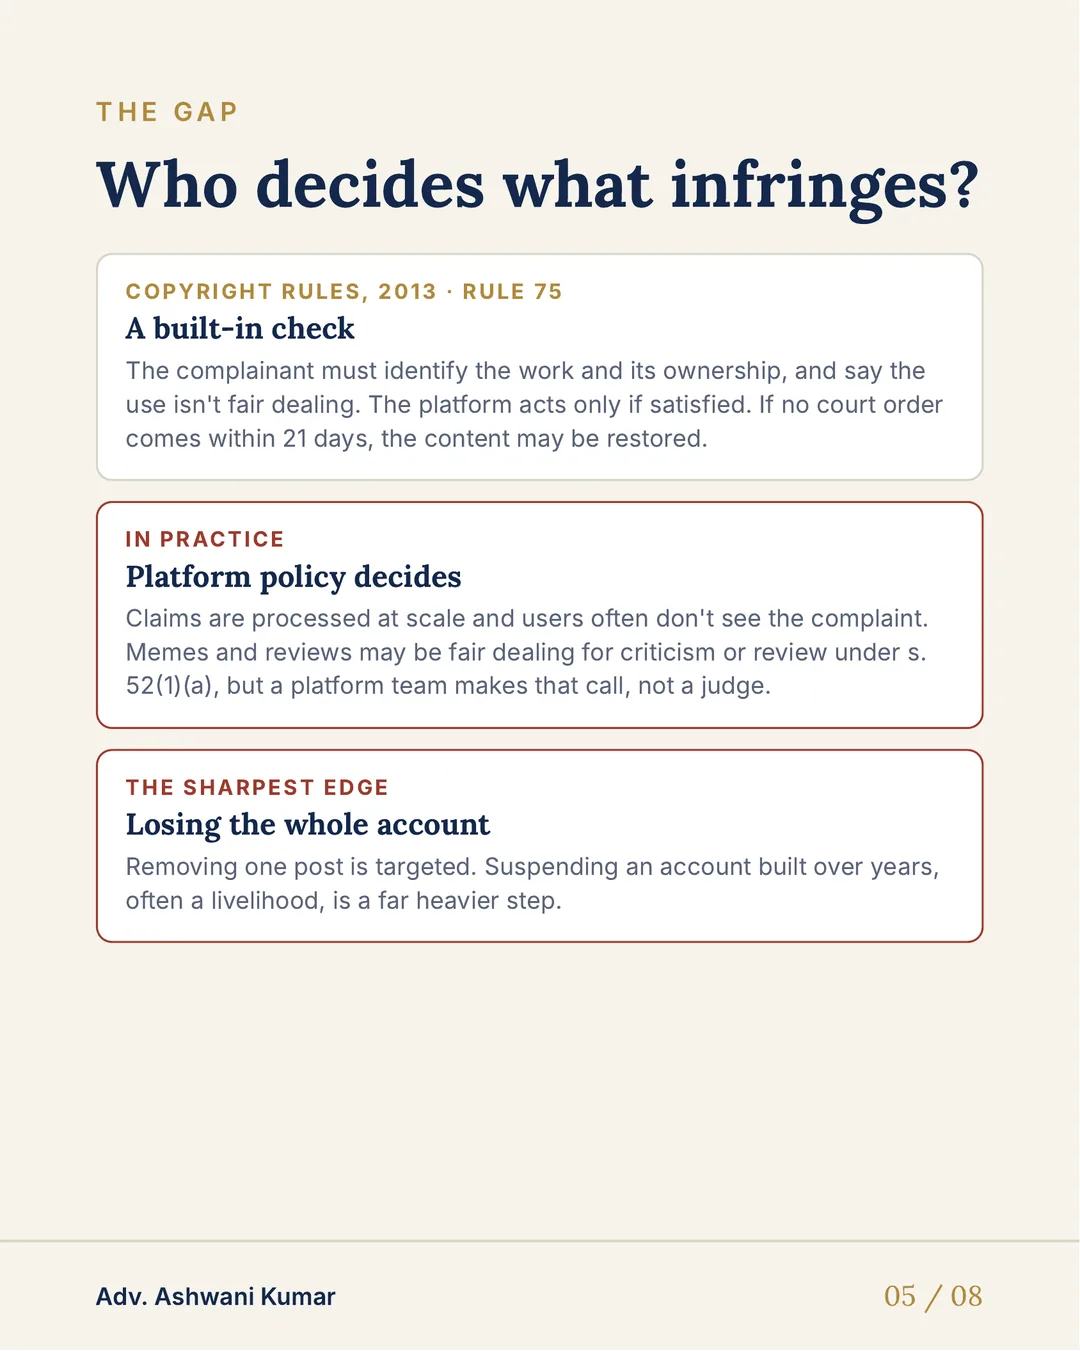 THE GAP
Who decides what infringes?
COPYRIGHT RULES, 2013 · RULE 75
A built-in check
The complainant must identify the work and its ownership, and say the
use isn't fair dealing. The platform acts only if satisfied. If no court order
comes within 21 days, the content may be restored.
IN PRACTICE
Platform policy decides
Claims are processed at scale and users often don't see the complaint.
Memes and reviews may be fair dealing for criticism or review under s.
52(1)(a), but a platform team makes that call, not a judge.
THE SHARPEST EDGE
Losing the whole account
Removing one post is targeted. Suspending an account built over years,
often a livelihood, is a far heavier step.
Adv. Ashwani Kumar
05 / 08